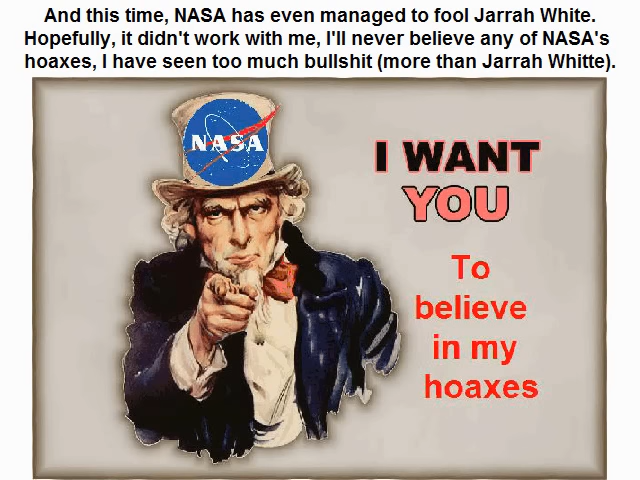 And this time, NASA has even managed to fool Jarrah White.
Hopefully, it didn't work with me, I'll never believe any of NASA's
hoaxes, I have seen too much bullshit (more than Jarrah Whitte).
NASA
I WANT
YOU
To
believe
in my
hoaxes